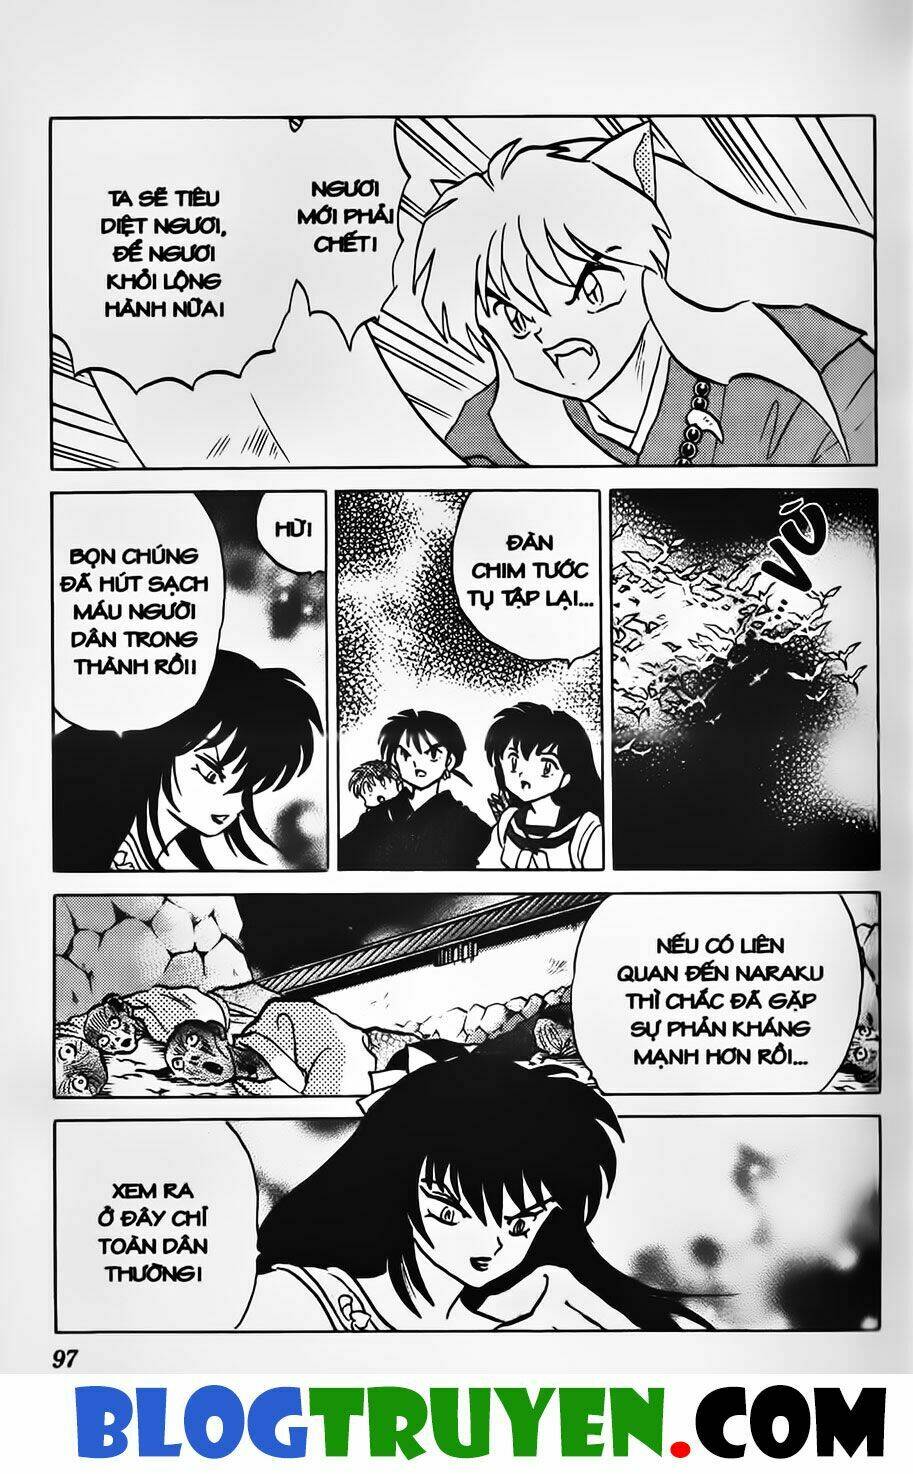 NGƯƠI
MỚI PHẢI
CHẾT!
TA SẼ TIÊU
DIỆT NGƯƠI,
ĐỂ NGƯƠI
KHỎI LỘNG
HÀNH NỮA!
VÙ
ĐÀN
CHIM TƯỚC
TỤ TẬP LẠI...
HỪ!
BỌN CHÚNG
ĐÃ HÚT SẠCH
MÁU NGƯỜI
DÂN TRONG
THÀNH RỒI!
NẾU CÓ LIÊN
QUAN ĐẾN NARAKU
THÌ CHẮC ĐÃ GẶP
SỰ PHẢN KHÁNG
MẠNH HƠN RỒI...
XEM RA
Ở ĐÂY CHỈ
TOÀN DÂN
THƯỜNG!
97
BLOGTRUYEN.COM